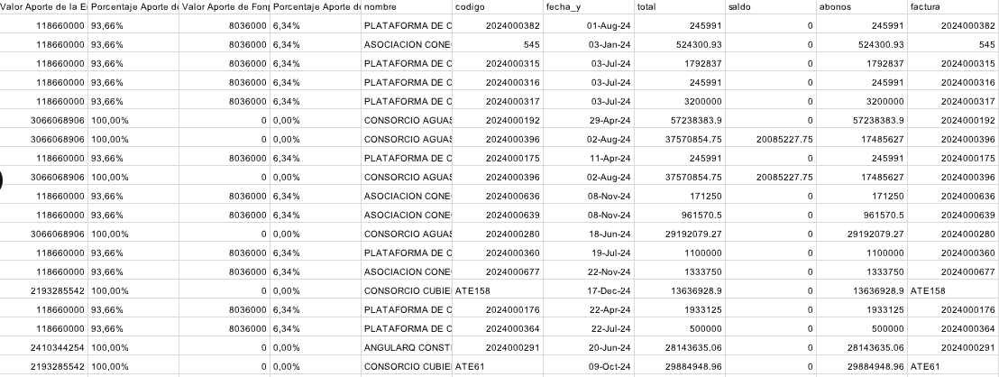 Valor Aporte de la E Porcentaje Aporte d Valor Aporte de Fon Porcentaje Aporte d nombre codigo fecha_y total saldo abonos factura
118660000 93,66% 8036000 6,34% PLATAFORMA DE C 2024000382 01-Aug-24 245991 0 245991 2024000382
118660000 93,66% 8036000 6,34% ASOCIACION CONE 545 03-Jan-24 524300.93 0 524300.93 545
118660000 93,66% 8036000 6,34% PLATAFORMA DE C 2024000315 03-Jul-24 1792837 0 1792837 2024000315
118660000 93,66% 8036000 6,34% PLATAFORMA DE C 2024000316 03-Jul-24 245991 0 245991 2024000316
118660000 93,66% 8036000 6,34% PLATAFORMA DE C 2024000317 03-Jul-24 3200000 0 3200000 2024000317
3066068906 100,00% 0 0,00% CONSORCIO AGUAS 2024000192 29-Apr-24 57238383.9 0 57238383.9 2024000192
3066068906 100,00% 0 0,00% CONSORCIO AGUAS 2024000396 02-Aug-24 37570854.75 20085227.75 17485627 2024000396
118660000 93,66% 8036000 6,34% PLATAFORMA DE C 2024000175 11-Apr-24 245991 0 245991 2024000175
3066068906 100,00% 0 0,00% CONSORCIO AGUAS 2024000396 02-Aug-24 37570854.75 20085227.75 17485627 2024000396
118660000 93,66% 8036000 6,34% ASOCIACION CONE 2024000636 08-Nov-24 171250 0 171250 2024000636
118660000 93,66% 8036000 6,34% ASOCIACION CONE 2024000639 08-Nov-24 961570.5 0 961570.5 2024000639
3066068906 100,00% 0 0,00% CONSORCIO AGUAS 2024000280 18-Jun-24 29192079.27 0 29192079.27 2024000280
118660000 93,66% 8036000 6,34% PLATAFORMA DE C 2024000360 19-Jul-24 1100000 0 1100000 2024000360
118660000 93,66% 8036000 6,34% ASOCIACION CONE 2024000677 22-Nov-24 1333750 0 1333750 2024000677
2193285542 100,00% 0 0,00% CONSORCIO CUBIE ATE158 17-Dec-24 13636928.9 0 13636928.9 ATE158
118660000 93,66% 8036000 6,34% PLATAFORMA DE C 2024000176 22-Apr-24 1933125 0 1933125 2024000176
118660000 93,66% 8036000 6,34% PLATAFORMA DE C 2024000364 22-Jul-24 500000 0 500000 2024000364
2410344254 100,00% 0 0,00% ANGULARQ CONST 2024000291 20-Jun-24 28143635.06 0 28143635.06 2024000291
2193285542 100,00% 0 0,00% CONSORCIO CUBIE ATE61 09-Oct-24 29884948.96 0 29884948.96 ATE61